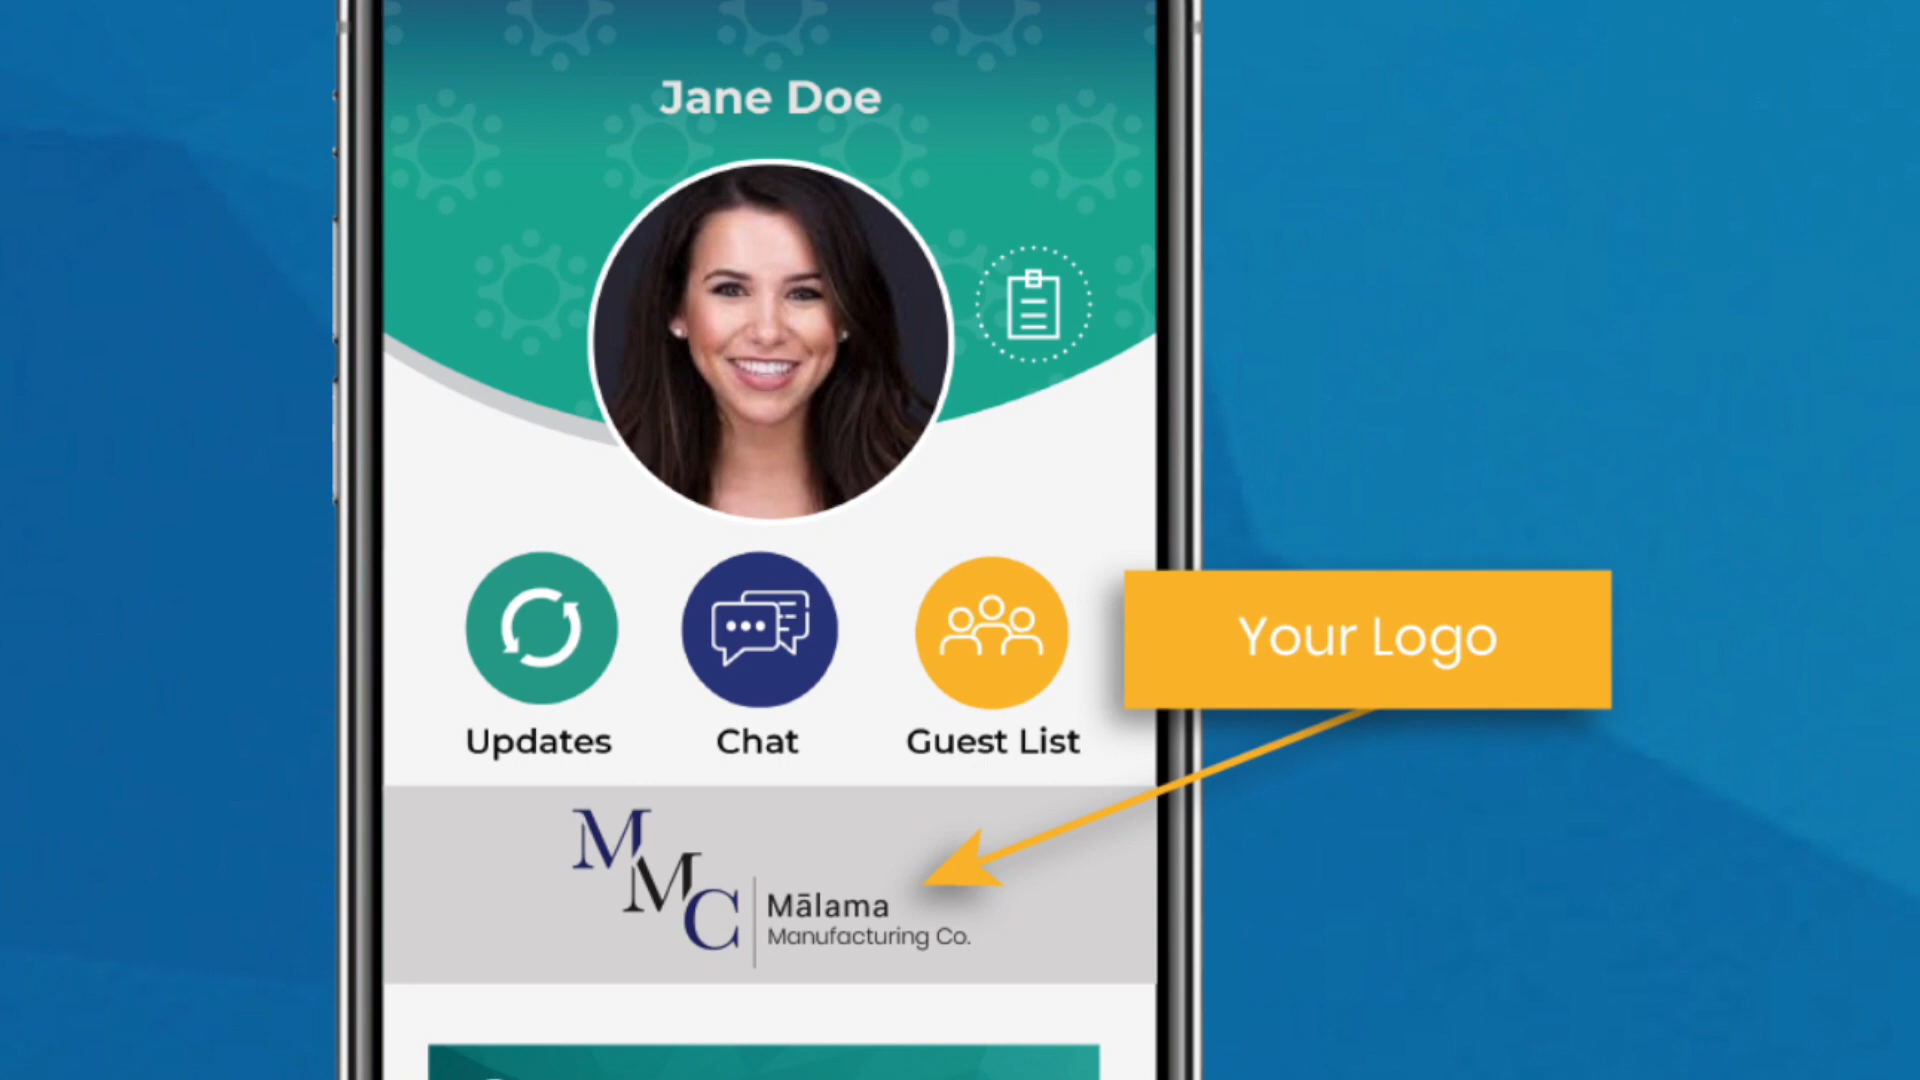 Jane Doe
Updates
Chat
Guest List
Your Logo
MMC
Mālama
Manufacturing Co.